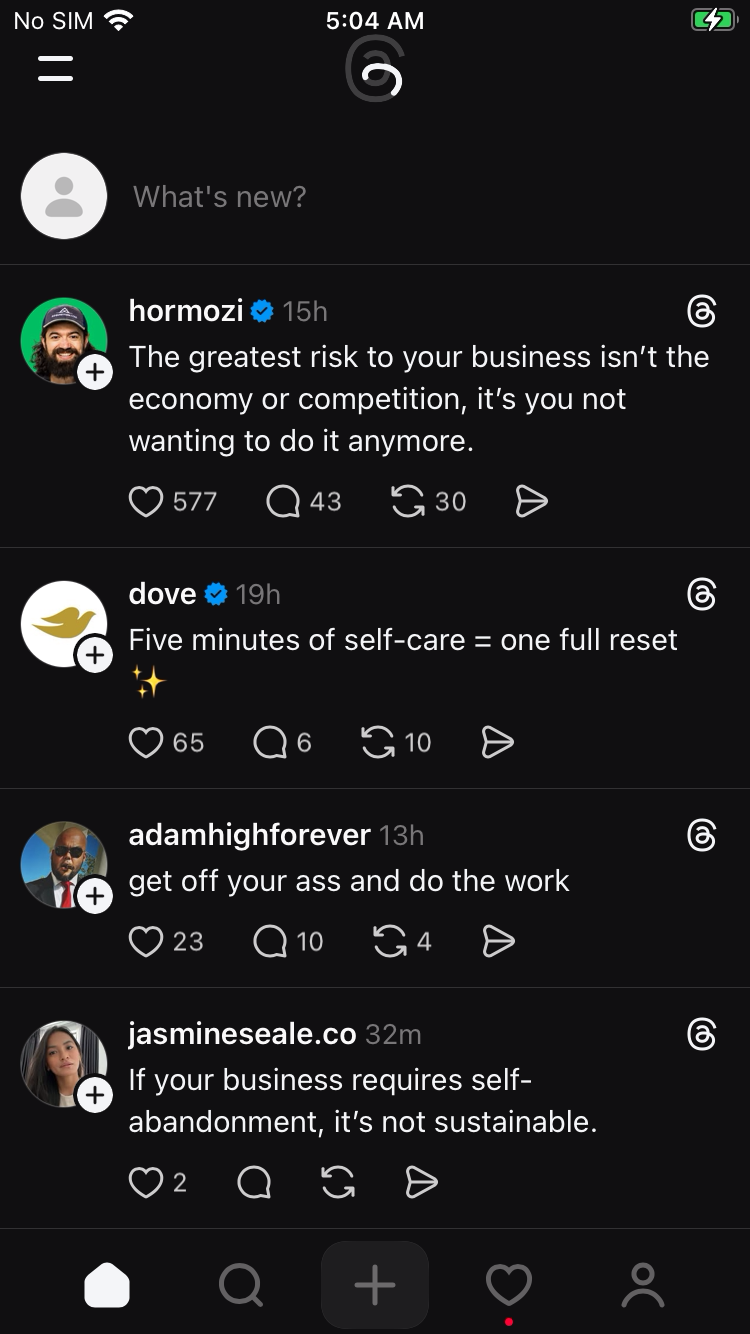 No SIM 5:04 AM
What's new?
hormozi 15h
The greatest risk to your business isn’t the
economy or competition, it’s you not
wanting to do it anymore.
577 43 30
dove 19h
Five minutes of self-care = one full reset
✨
65 6 10
adamhighforever 13h
get off your ass and do the work
23 10 4
jasmineseale.co 32m
If your business requires self-
abandonment, it’s not sustainable.
2